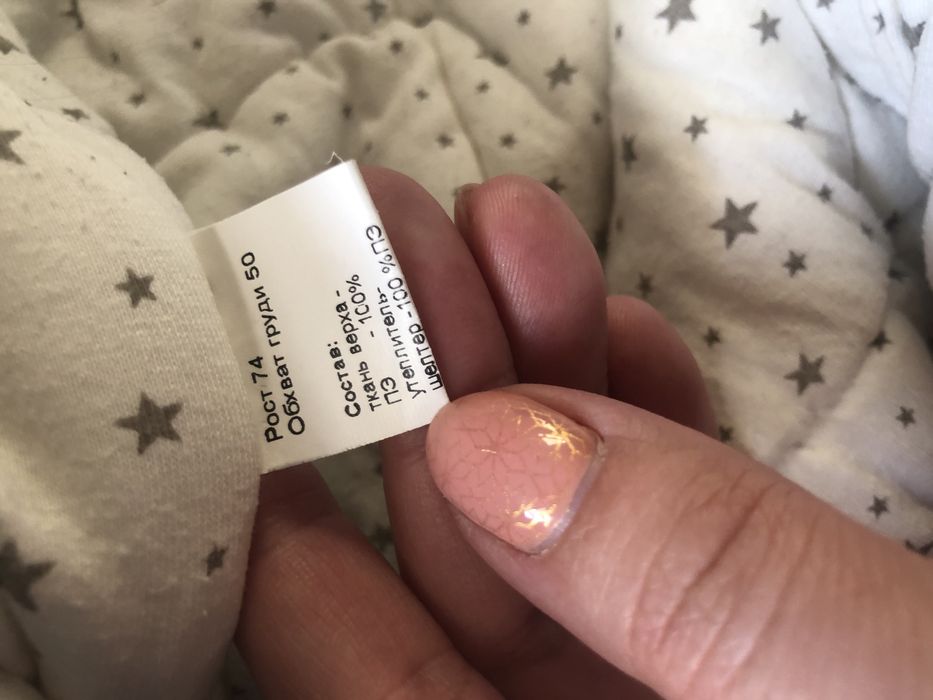 Рост 74
Обхват груди 50
Состав:
ткань верха -
ПЭ - 100%
Утеплитель-
шелтер-100 %ПЭ